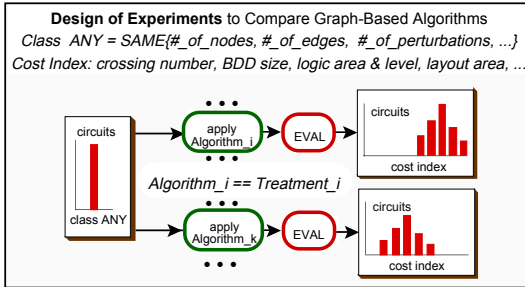 Design of Experiments to Compare Graph-Based Algorithms
Class ANY = SAME{#_of_nodes, #_of_edges, #_of_perturbations, ...}
Cost Index: crossing number, BDD size, logic area & level, layout area, ...
circuits
class ANY
• • •
apply
Algorithm_i
• • •
EVAL
circuits
cost index
Algorithm_i == Treatment_i
• • •
apply
Algorithm_k
• • •
EVAL
circuits
cost index